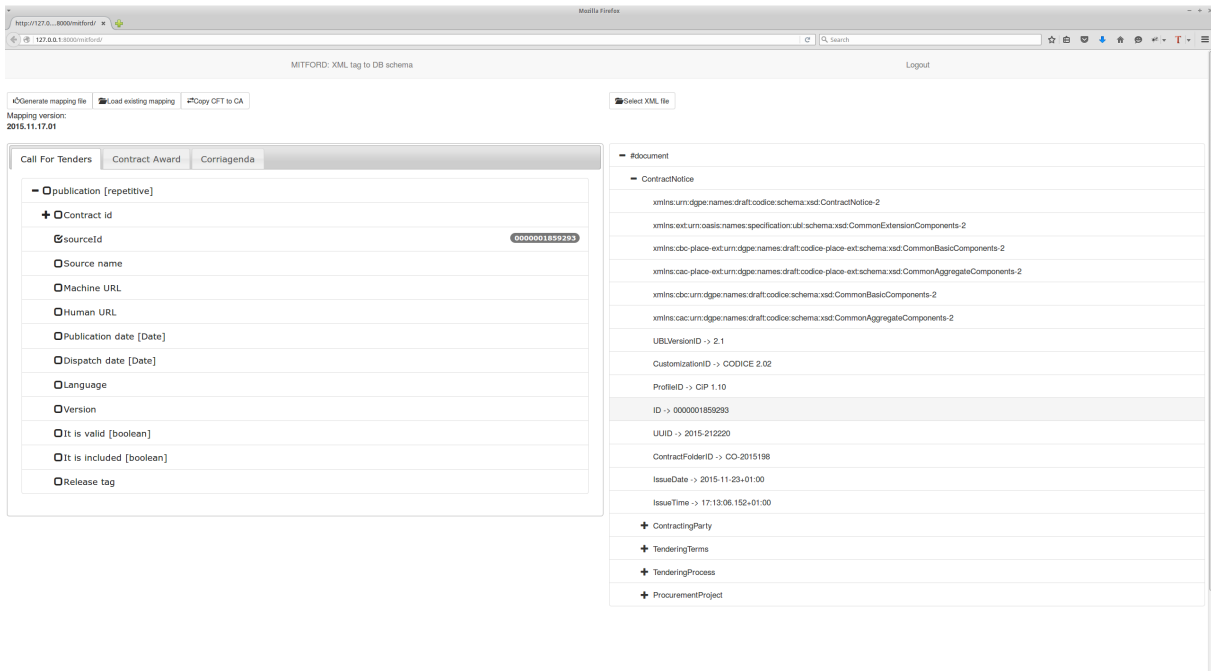 Mozilla Firefox
http://127.0....8000/mitford/
127.0.0.1:8000/mitford/
Search
MITFORD: XML tag to DB schema
Logout
Generate mapping file
Load existing mapping
Copy CFT to CA
Select XML file
Mapping version:
2015.11.17.01
Call For Tenders
Contract Award
Corriagenda
publication [repetitive]
Contract id
sourceId 0000001859293
Source name
Machine URL
Human URL
Publication date [Date]
Dispatch date [Date]
Language
Version
It is valid [boolean]
It is included [boolean]
Release tag
#document
ContractNotice
xmlns:urn:dgpe:names:draft:codice:schema:xsd:ContractNotice-2
xmlns:ext:urn:oasis:names:specification:ubl:schema:xsd:CommonExtensionComponents-2
xmlns:cbc-place-ext:urn:dgpe:names:draft:codice-place-ext:schema:xsd:CommonBasicComponents-2
xmlns:cac-place-ext:urn:dgpe:names:draft:codice-place-ext:schema:xsd:CommonAggregateComponents-2
xmlns:cbc:urn:dgpe:names:draft:codice:schema:xsd:CommonBasicComponents-2
xmlns:cac:urn:dgpe:names:draft:codice:schema:xsd:CommonAggregateComponents-2
UBLVersionID -> 2.1
CustomizationID -> CODICE 2.02
ProfileID -> CiP 1.10
ID -> 0000001859293
UUID -> 2015-212220
ContractFolderID -> CO-2015198
IssueDate -> 2015-11-23+01:00
IssueTime -> 17:13:06.152+01:00
ContractingParty
TenderingTerms
TenderingProcess
ProcurementProject